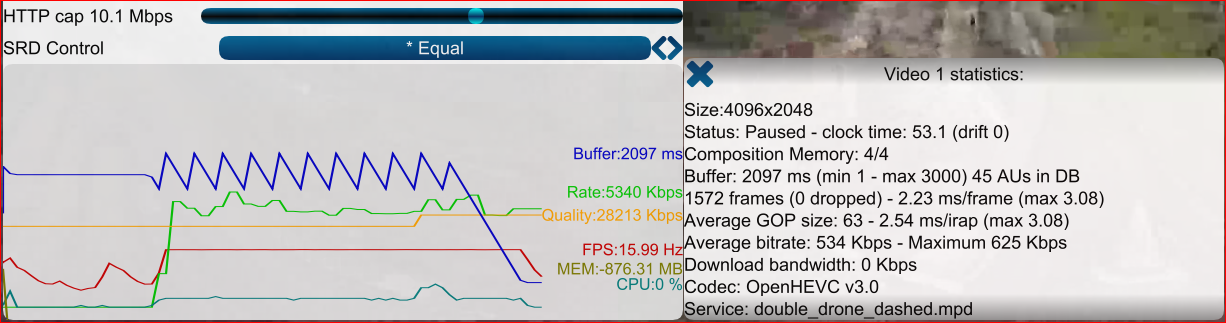 HTTP cap 10.1 Mbps
SRD Control
* Equal
Buffer:2097 ms
Rate:5340 Kbps
Quality:28213 Kbps
FPS:15.99 Hz
MEM:-876.31 MB
CPU:0 %
Video 1 statistics:
Size:4096x2048
Status: Paused - clock time: 53.1 (drift 0)
Composition Memory: 4/4
Buffer: 2097 ms (min 1 - max 3000) 45 AUs in DB
1572 frames (0 dropped) - 2.23 ms/frame (max 3.08)
Average GOP size: 63 - 2.54 ms/irap (max 3.08)
Average bitrate: 534 Kbps - Maximum 625 Kbps
Download bandwidth: 0 Kbps
Codec: OpenHEVC v3.0
Service: double_drone_dashed.mpd